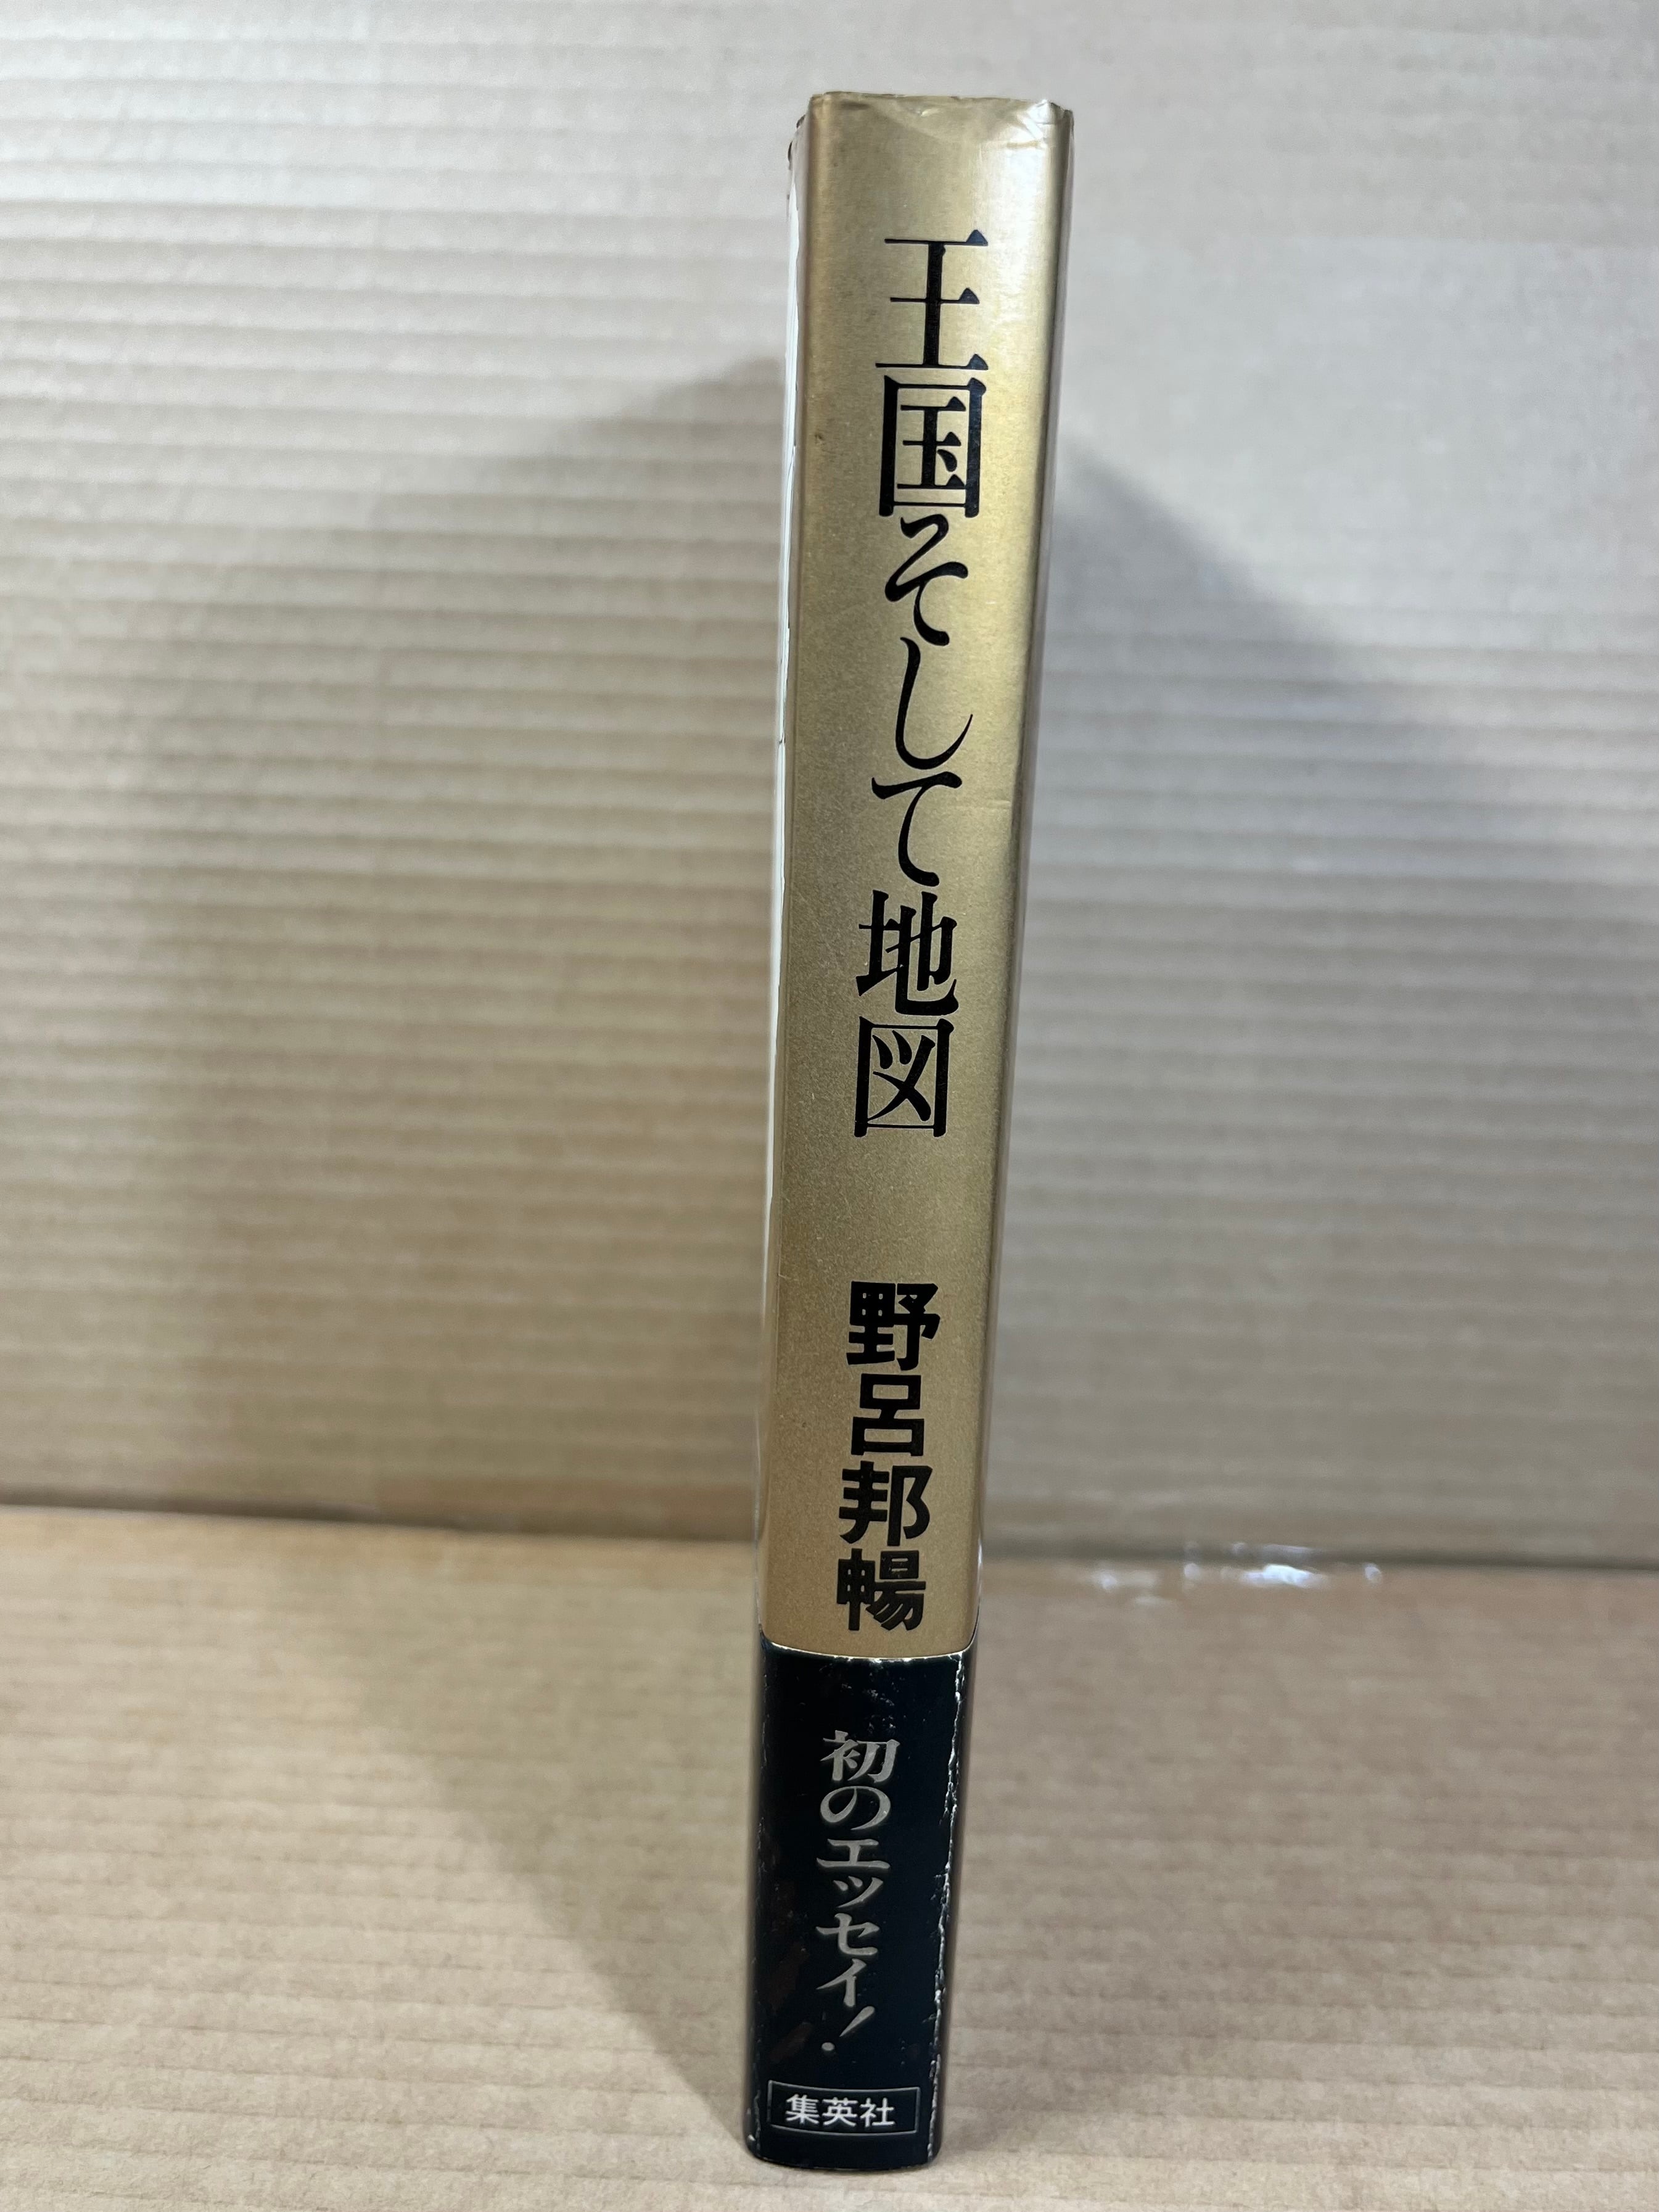 王国そして地図
野呂邦暢
初のエッセイ！
集英社